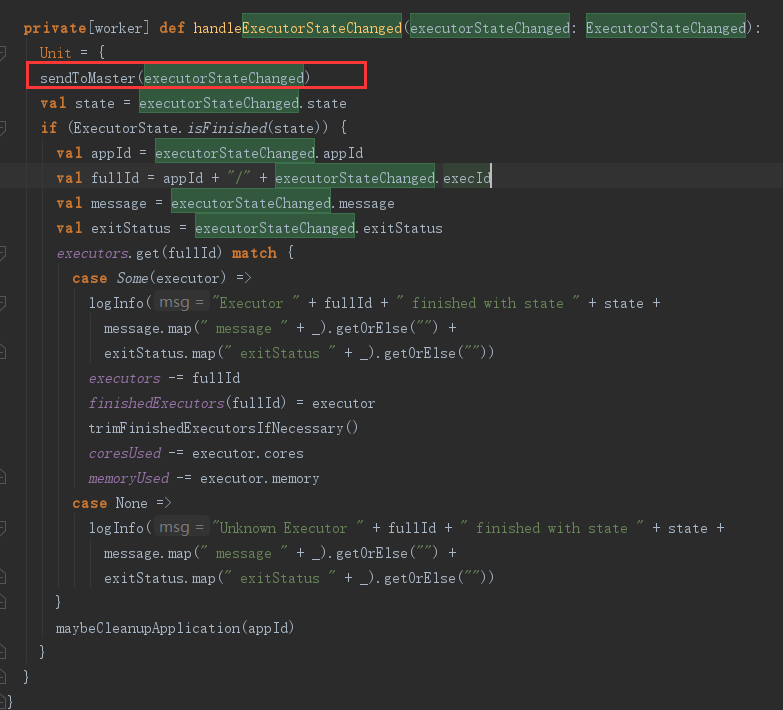 private[worker] def handleExecutorStateChanged(executorStateChanged: ExecutorStateChanged):
  Unit = {
  sendToMaster(executorStateChanged)
  val state = executorStateChanged.state
  if (ExecutorState.isFinished(state)) {
    val appId = executorStateChanged.appId
    val fullId = appId + "/" + executorStateChanged.execId
    val message = executorStateChanged.message
    val exitStatus = executorStateChanged.exitStatus
    executors.get(fullId) match {
      case Some(executor) =>
        logInfo( msg = "Executor " + fullId + " finished with state " + state +
          message.map(" message " + _).getOrElse("") +
          exitStatus.map(" exitStatus " + _).getOrElse(""))
        executors -= fullId
        finishedExecutors(fullId) = executor
        trimFinishedExecutorsIfNecessary()
        coresUsed -= executor.cores
        memoryUsed -= executor.memory
      case None =>
        logInfo( msg = "Unknown Executor " + fullId + " finished with state " + state +
          message.map(" message " + _).getOrElse("") +
          exitStatus.map(" exitStatus " + _).getOrElse(""))
    }
    maybeCleanupApplication(appId)
  }
}
}